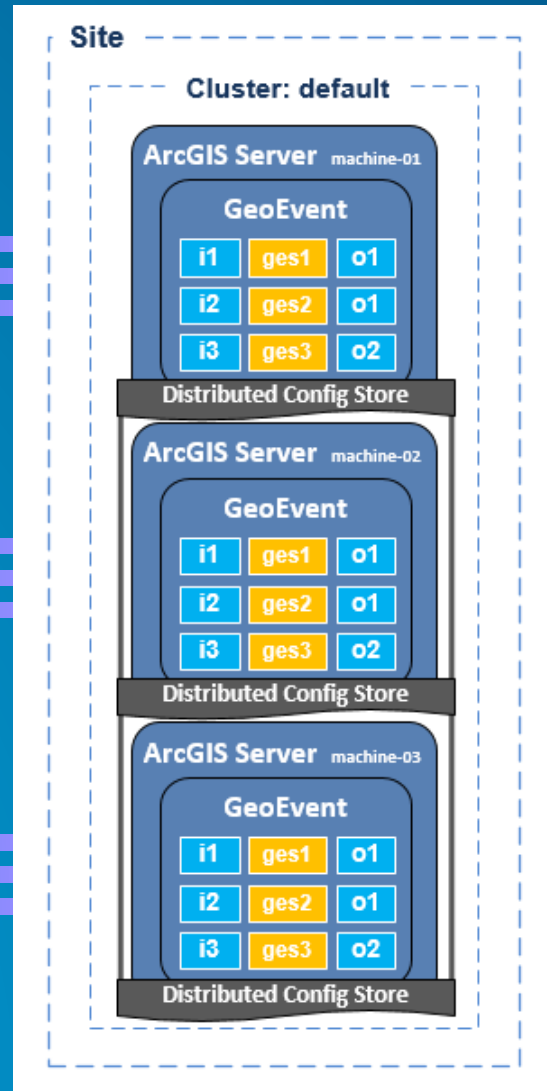 Site
Cluster: default
ArcGIS Server machine-01
GeoEvent
i1 ges1 o1
i2 ges2 o1
i3 ges3 o2
Distributed Config Store
ArcGIS Server machine-02
GeoEvent
i1 ges1 o1
i2 ges2 o1
i3 ges3 o2
Distributed Config Store
ArcGIS Server machine-03
GeoEvent
i1 ges1 o1
i2 ges2 o1
i3 ges3 o2
Distributed Config Store